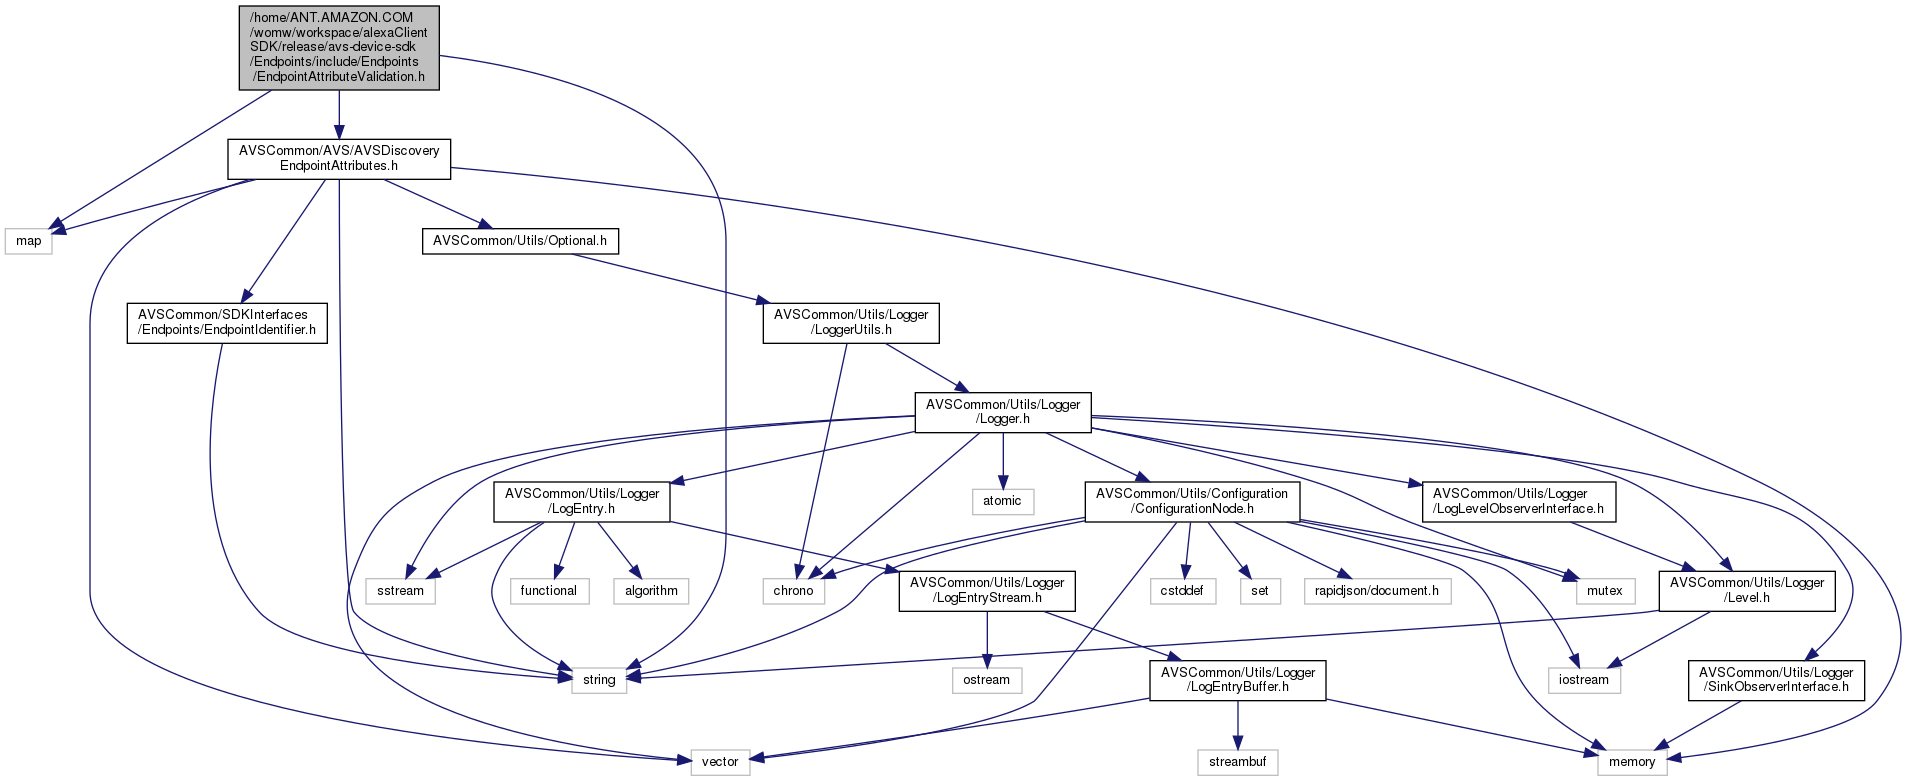 /home/ANT.AMAZON.COM
/womw/workspace/alexaClient
SDK/release/avs-device-sdk
/Endpoints/include/Endpoints
/EndpointAttributeValidation.h
AVSCommon/AVS/AVSDiscovery
EndpointAttributes.h
map
AVSCommon/Utils/Optional.h
AVSCommon/SDKInterfaces
/Endpoints/EndpointIdentifier.h
AVSCommon/Utils/Logger
/LoggerUtils.h
AVSCommon/Utils/Logger
/Logger.h
AVSCommon/Utils/Logger
/LogEntry.h
atomic
AVSCommon/Utils/Configuration
/ConfigurationNode.h
AVSCommon/Utils/Logger
/LogLevelObserverInterface.h
sstream
functional
algorithm
chrono
AVSCommon/Utils/Logger
/LogEntryStream.h
cstddef
set
rapidjson/document.h
mutex
AVSCommon/Utils/Logger
/Level.h
string
ostream
AVSCommon/Utils/Logger
/LogEntryBuffer.h
iostream
AVSCommon/Utils/Logger
/SinkObserverInterface.h
vector
streambuf
memory